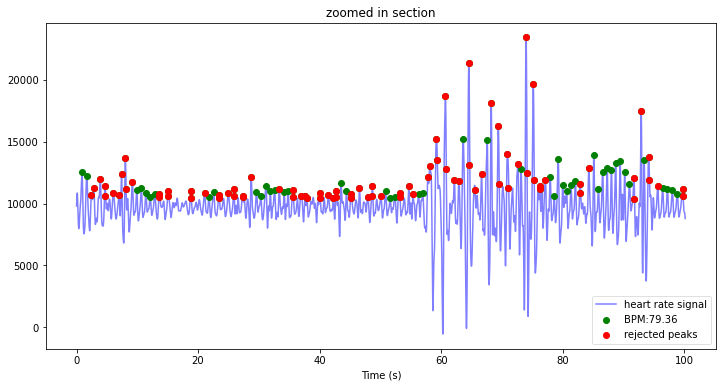 zoomed in section
20000
15000
10000
5000
0
heart rate signal
BPM:79.36
rejected peaks
0 20 40 60 80 100
Time (s)